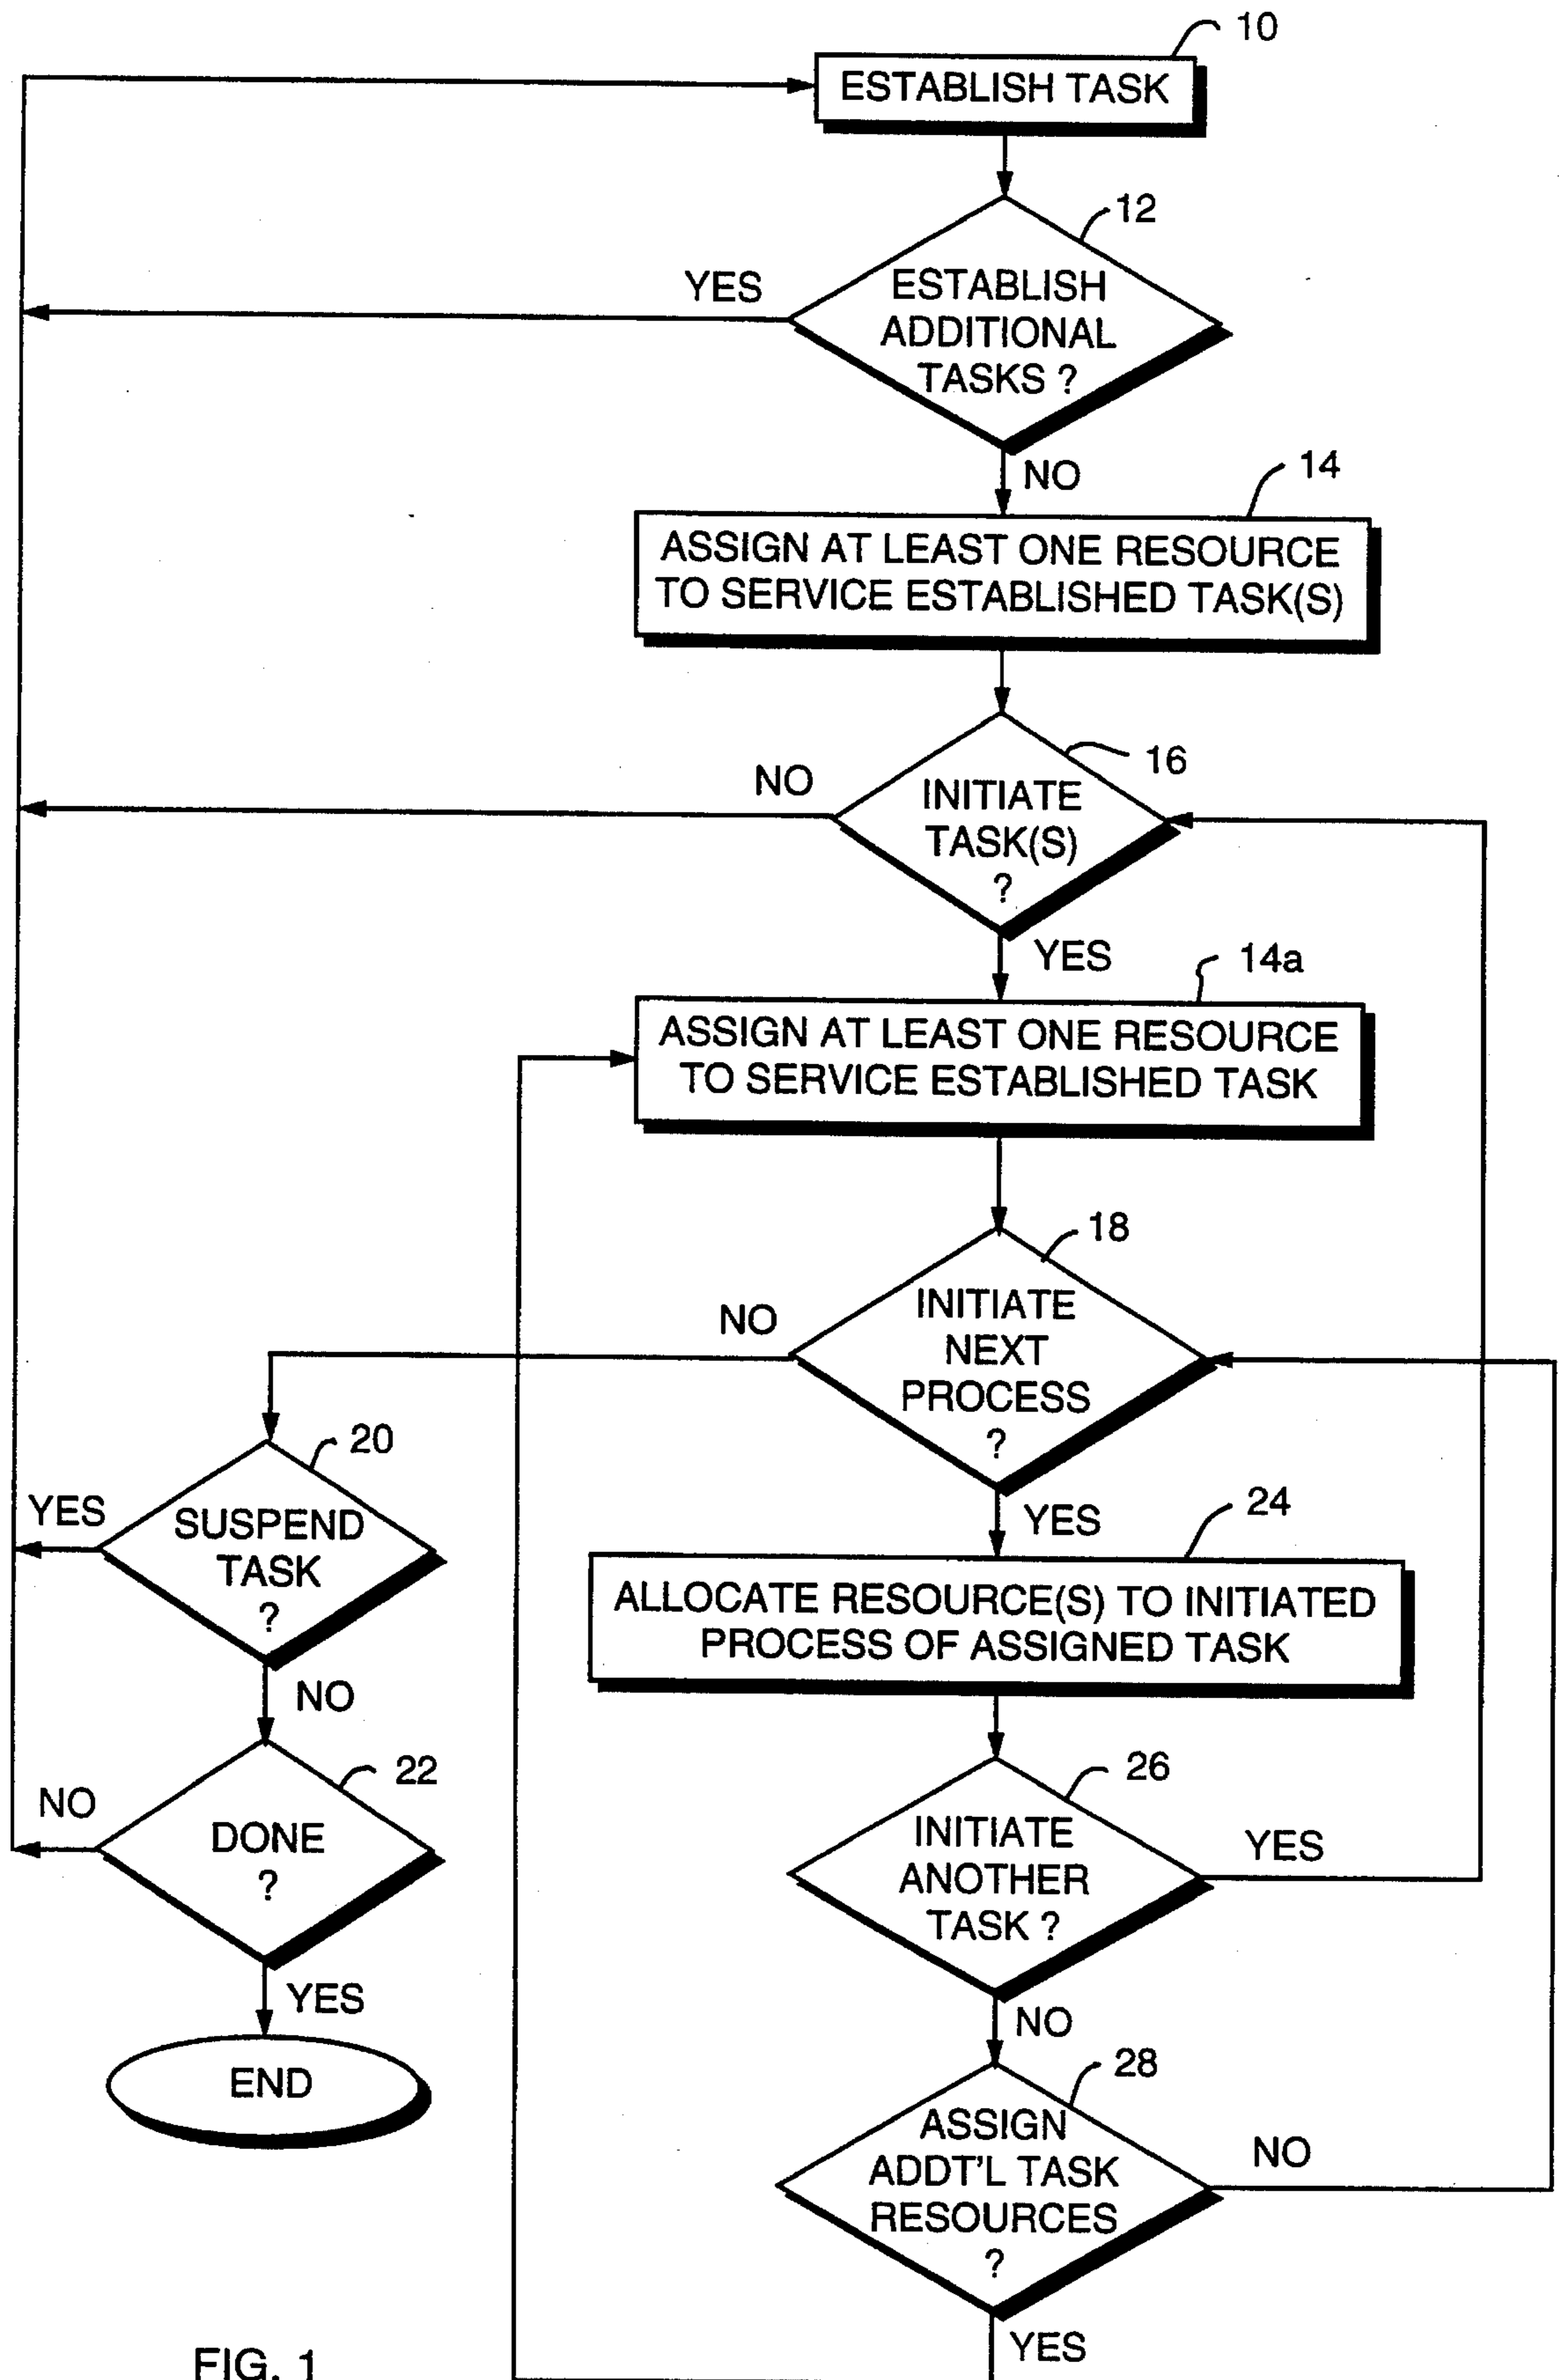 10
ESTABLISH TASK
12
YES
ESTABLISH
ADDITIONAL
TASKS ?
NO
14
ASSIGN AT LEAST ONE RESOURCE
TO SERVICE ESTABLISHED TASK(S)
16
NO
INITIATE
TASK(S)
?
YES
14a
ASSIGN AT LEAST ONE RESOURCE
TO SERVICE ESTABLISHED TASK
18
NO
INITIATE
NEXT
PROCESS
?
20
YES
SUSPEND
TASK
?
YES
24
ALLOCATE RESOURCE(S) TO INITIATED
PROCESS OF ASSIGNED TASK
NO
22
NO
DONE
?
26
INITIATE
ANOTHER
TASK ?
YES
YES
END
NO
28
ASSIGN
ADDT'L TASK
RESOURCES
?
NO
YES
FIG. 1